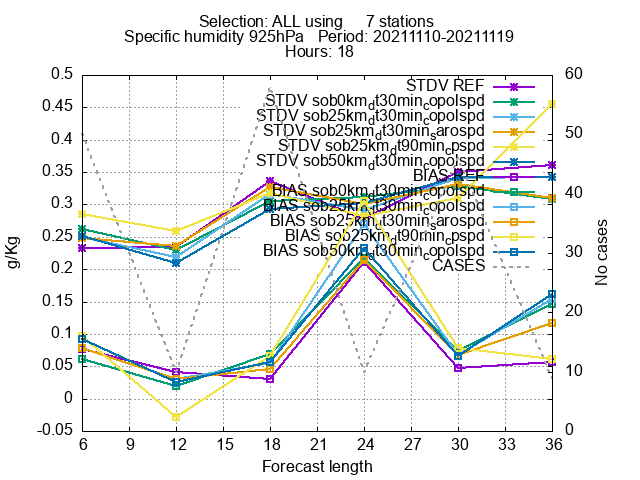 Selection: ALL using 7 stations
Specific humidity 925hPa Period: 20211110-20211119
Hours: 18
0.5
0.45
0.4
0.35
0.3
0.25
0.2
0.15
0.1
0.05
0
-0.05
g/Kg
60
50
40
30
20
10
0
No cases
STDV REF
STDV sob0km_dt30min_copolspd
STDV sob25km_dt30min_copolspd
STDV sob25km_dt30min_sarospd
STDV sob25km_dt90min_cpspd
STDV sob50km_dt30min_copolspd
BIAS REF
BIAS sob0km_dt30min_copolspd
BIAS sob25km_dt30min_copolspd
BIAS sob25km_dt30min_sarospd
BIAS sob25km_dt90min_cpspd
BIAS sob50km_dt30min_copolspd
CASES
6 9 12 15 18 21 24 27 30 33 36
Forecast length